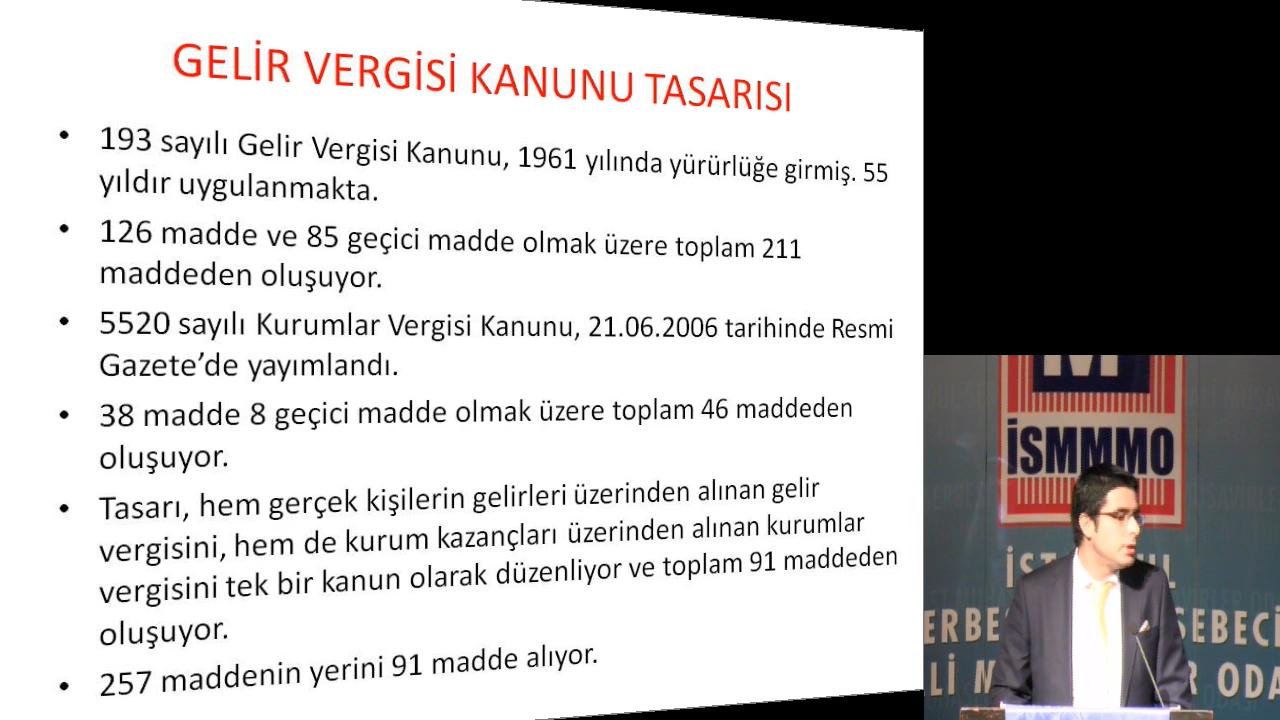 GELİR VERGİSİ KANUNU TASARISI
• 193 sayılı Gelir Vergisi Kanunu, 1961 yılında yürürlüğe girmiş. 55
yıldır uygulanmakta.
• 126 madde ve 85 geçici madde olmak üzere toplam 211
maddeden oluşuyor.
• 5520 sayılı Kurumlar Vergisi Kanunu, 21.06.2006 tarihinde Resmi
Gazete’de yayımlandı.
• 38 madde 8 geçici madde olmak üzere toplam 46 maddeden
oluşuyor.
• Tasarı, hem gerçek kişilerin gelirleri üzerinden alınan gelir
vergisini, hem de kurum kazançları üzerinden alınan kurumlar
vergisini tek bir kanun olarak düzenliyor ve toplam 91 maddeden
oluşuyor.
• 257 maddenin yerini 91 madde alıyor.
İSMMMO